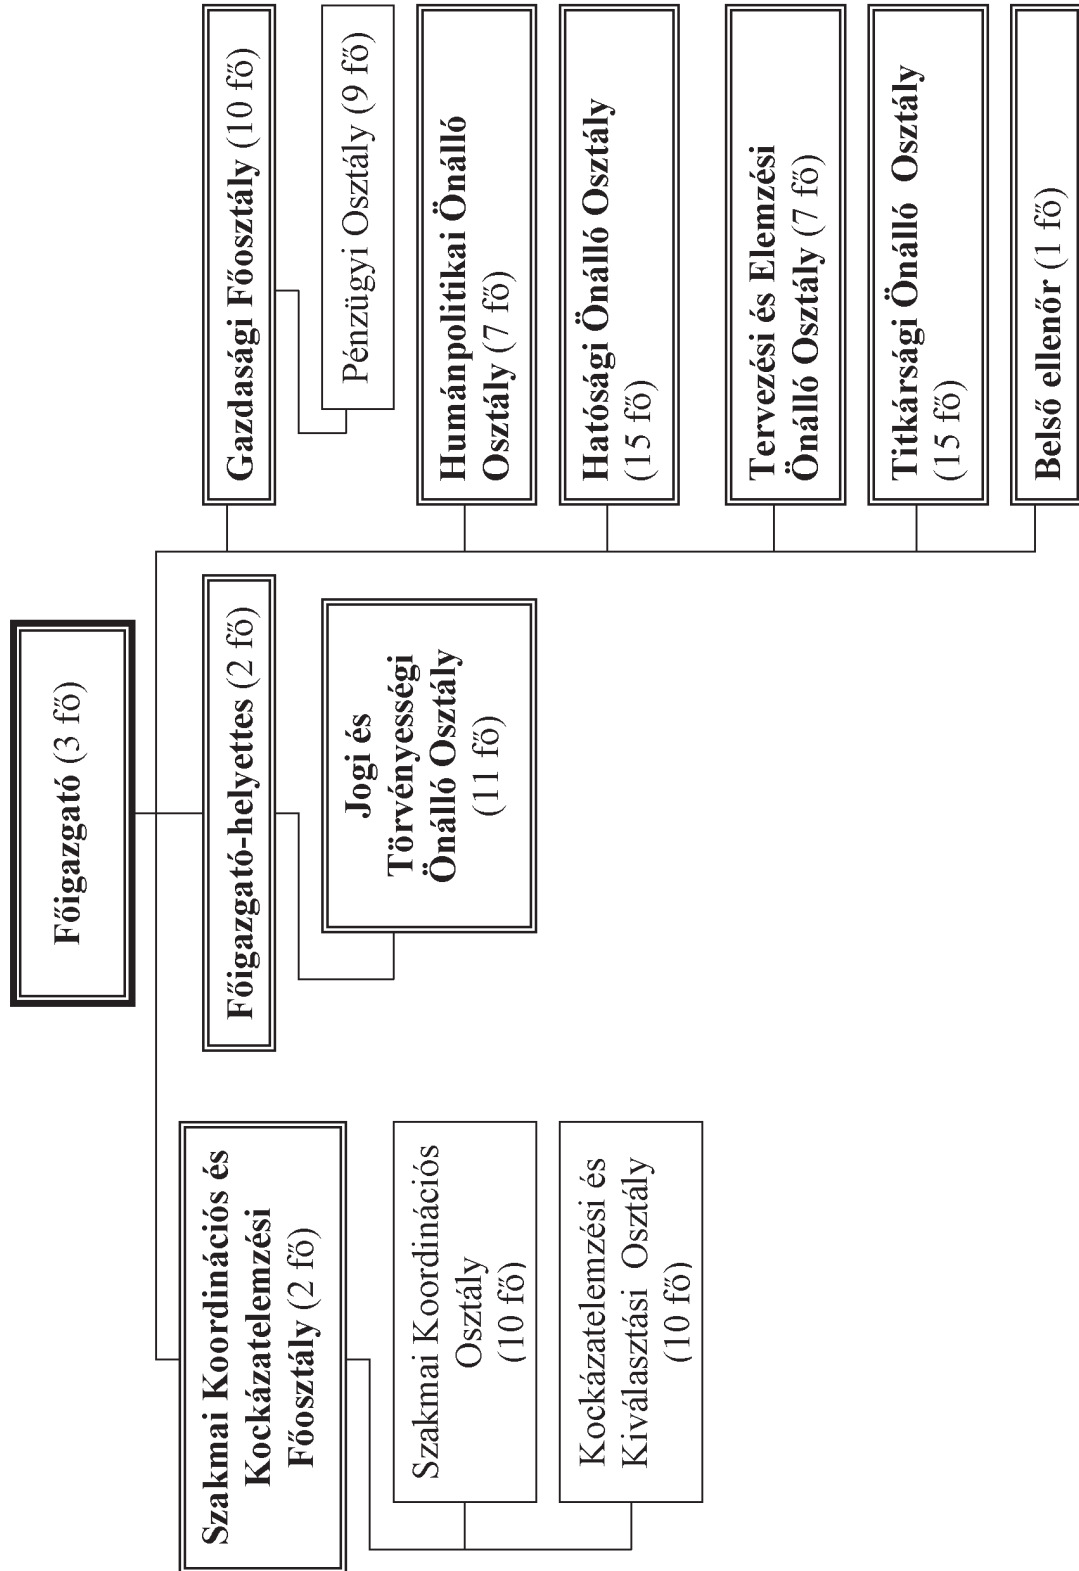 Főigazgató (3 fő)
Szakmai Koordinációs és
Kockázatelemzési
Főosztály (2 fő)
Szakmai Koordinációs
Osztály
(10 fő)
Kockázatelemzési és
Kiválasztási Osztály
(10 fő)
Főigazgató-helyettes (2 fő)
Jogi és
Törvényességi
Önálló Osztály
(11 fő)
Gazdasági Főosztály (10 fő)
Pénzügyi Osztály (9 fő)
Humánpolitikai Önálló
Osztály (7 fő)
Hatósági Önálló Osztály
(15 fő)
Tervezési és Elemzési
Önálló Osztály (7 fő)
Titkársági Önálló Osztály
(15 fő)
Belső ellenőr (1 fő)